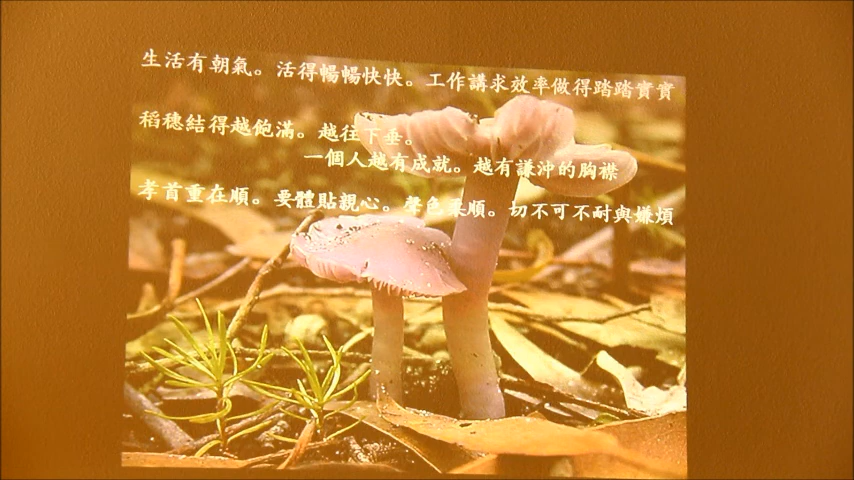 生活有朝氣。活得暢暢快快。工作講求效率做得踏踏實實
稻穗結得越飽滿。越往下垂。
一個人越有成就。越有謙沖的胸襟
孝首重在順。要體貼親心。聲色柔順。切不可不耐與嫌煩